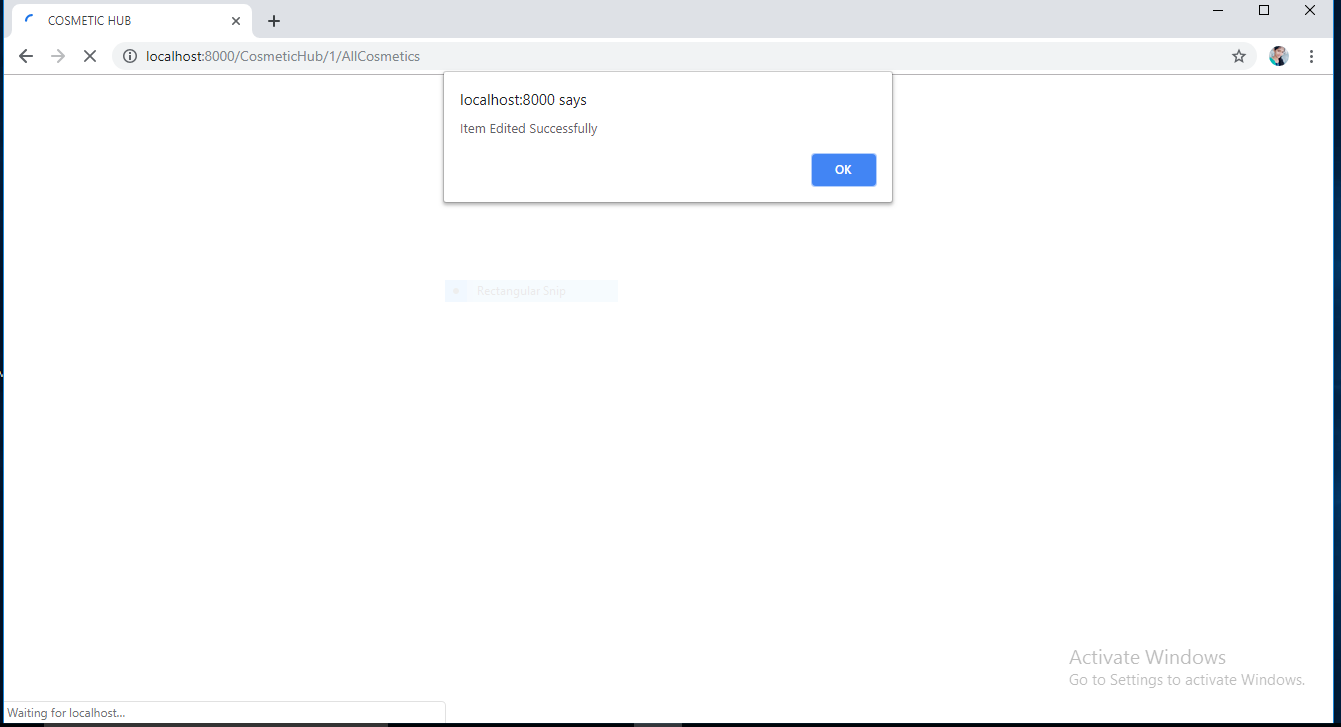 COSMETIC HUB
localhost:8000/CosmeticHub/1/AllCosmetics
localhost:8000 says
Item Edited Successfully
OK
Rectangular Snip
Activate Windows
Go to Settings to activate Windows.
Waiting for localhost...